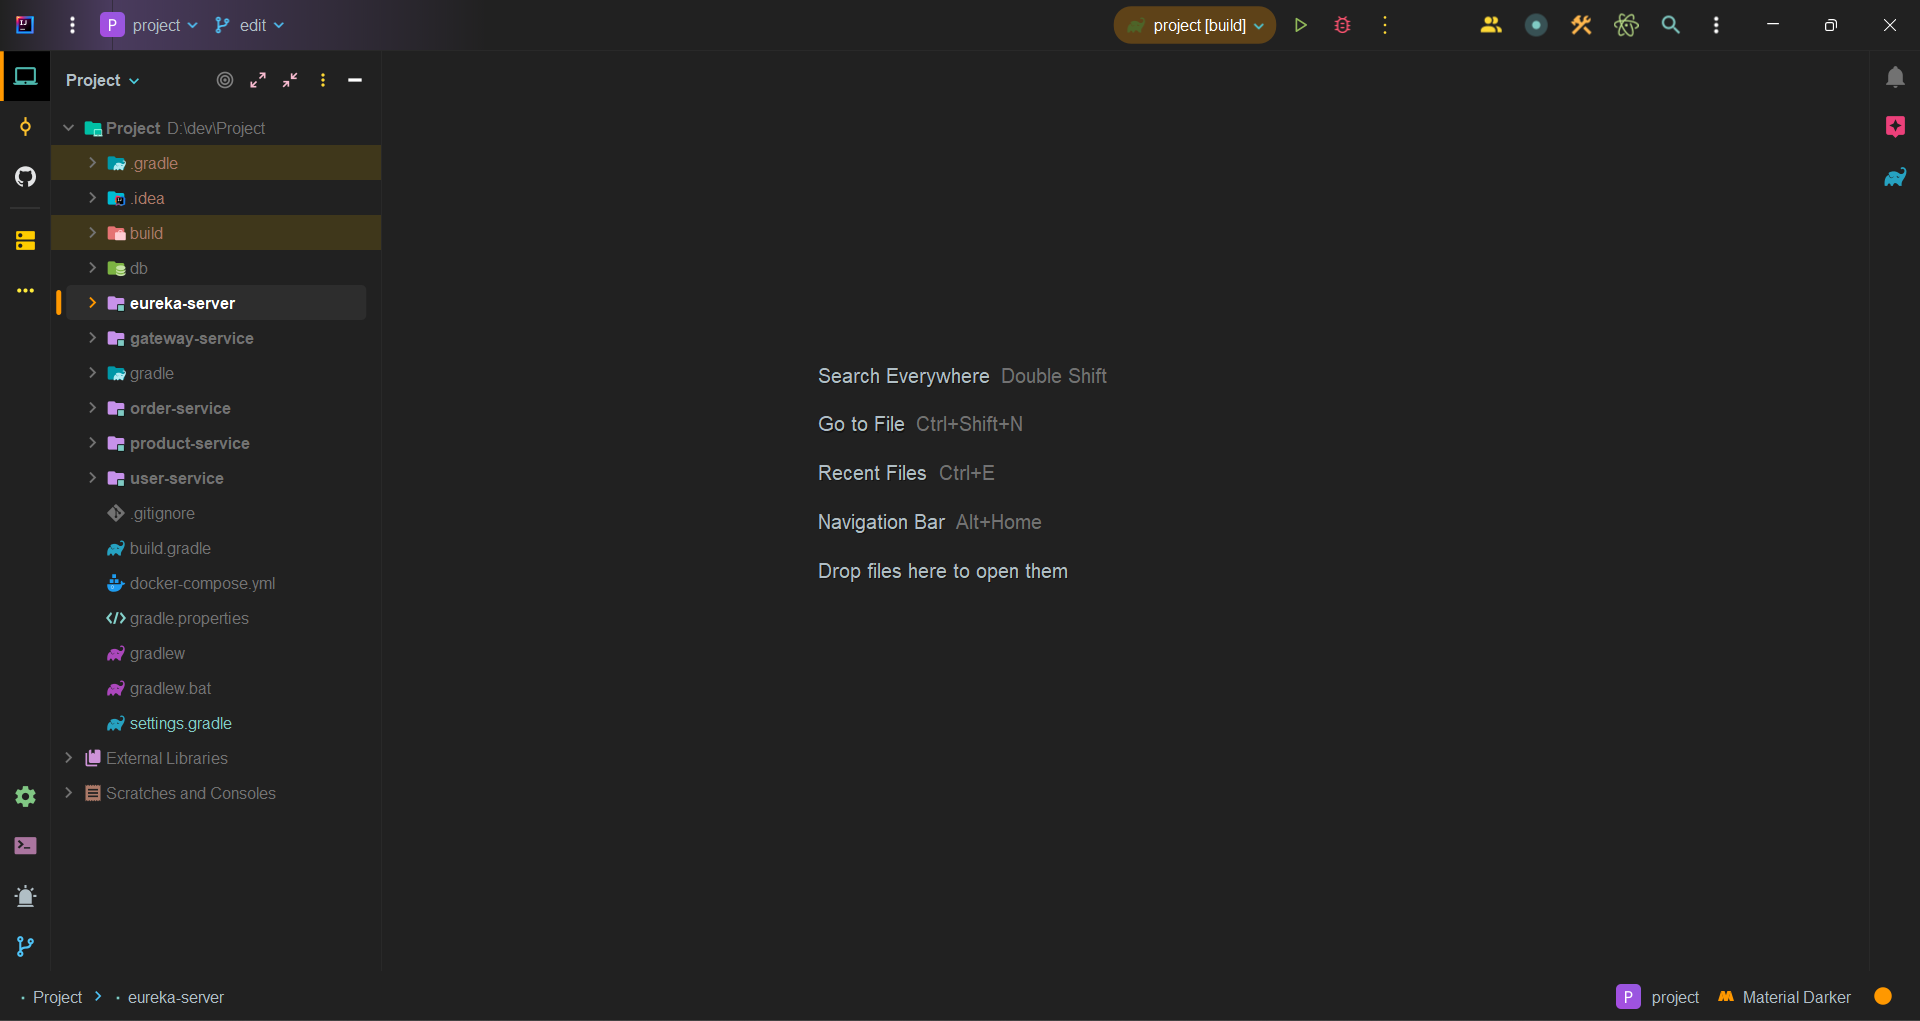 P project edit project [build]
Project
Project D:\dev\Project
.gradle
.idea
build
db
eureka-server
gateway-service
gradle
order-service
product-service
user-service
.gitignore
build.gradle
docker-compose.yml
gradle.properties
gradlew
gradlew.bat
settings.gradle
External Libraries
Scratches and Consoles
Search Everywhere Double Shift
Go to File Ctrl+Shift+N
Recent Files Ctrl+E
Navigation Bar Alt+Home
Drop files here to open them
Project eureka-server
P project Material Darker